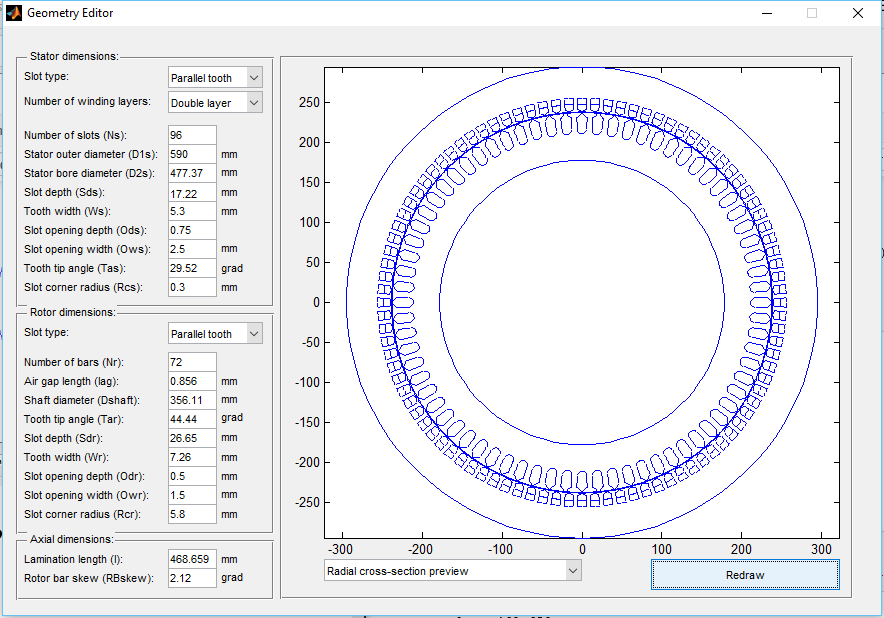 Geometry Editor
Stator dimensions:
Slot type: Parallel tooth
Number of winding layers: Double layer
Number of slots (Ns): 96
Stator outer diameter (D1s): 590 mm
Stator bore diameter (D2s): 477.37 mm
Slot depth (Sds): 17.22 mm
Tooth width (Ws): 5.3 mm
Slot opening depth (Ods): 0.75
Slot opening width (Ows): 2.5 mm
Tooth tip angle (Tas): 29.52 grad
Slot corner radius (Rcs): 0.3 mm
Rotor dimensions:
Slot type: Parallel tooth
Number of bars (Nr): 72
Air gap length (lag): 0.856 mm
Shaft diameter (Dshaft): 356.11 mm
Tooth tip angle (Tar): 44.44 grad
Slot depth (Sdr): 26.65 mm
Tooth width (Wr): 7.26 mm
Slot opening depth (Odr): 0.5 mm
Slot opening width (Owr): 1.5 mm
Slot corner radius (Rcr): 5.8 mm
Axial dimensions:
Lamination length (l): 468.659 mm
Rotor bar skew (RBskew): 2.12 grad
250
200
150
100
50
0
-50
-100
-150
-200
-250
-300 -200 -100 0 100 200 300
Radial cross-section preview
Redraw